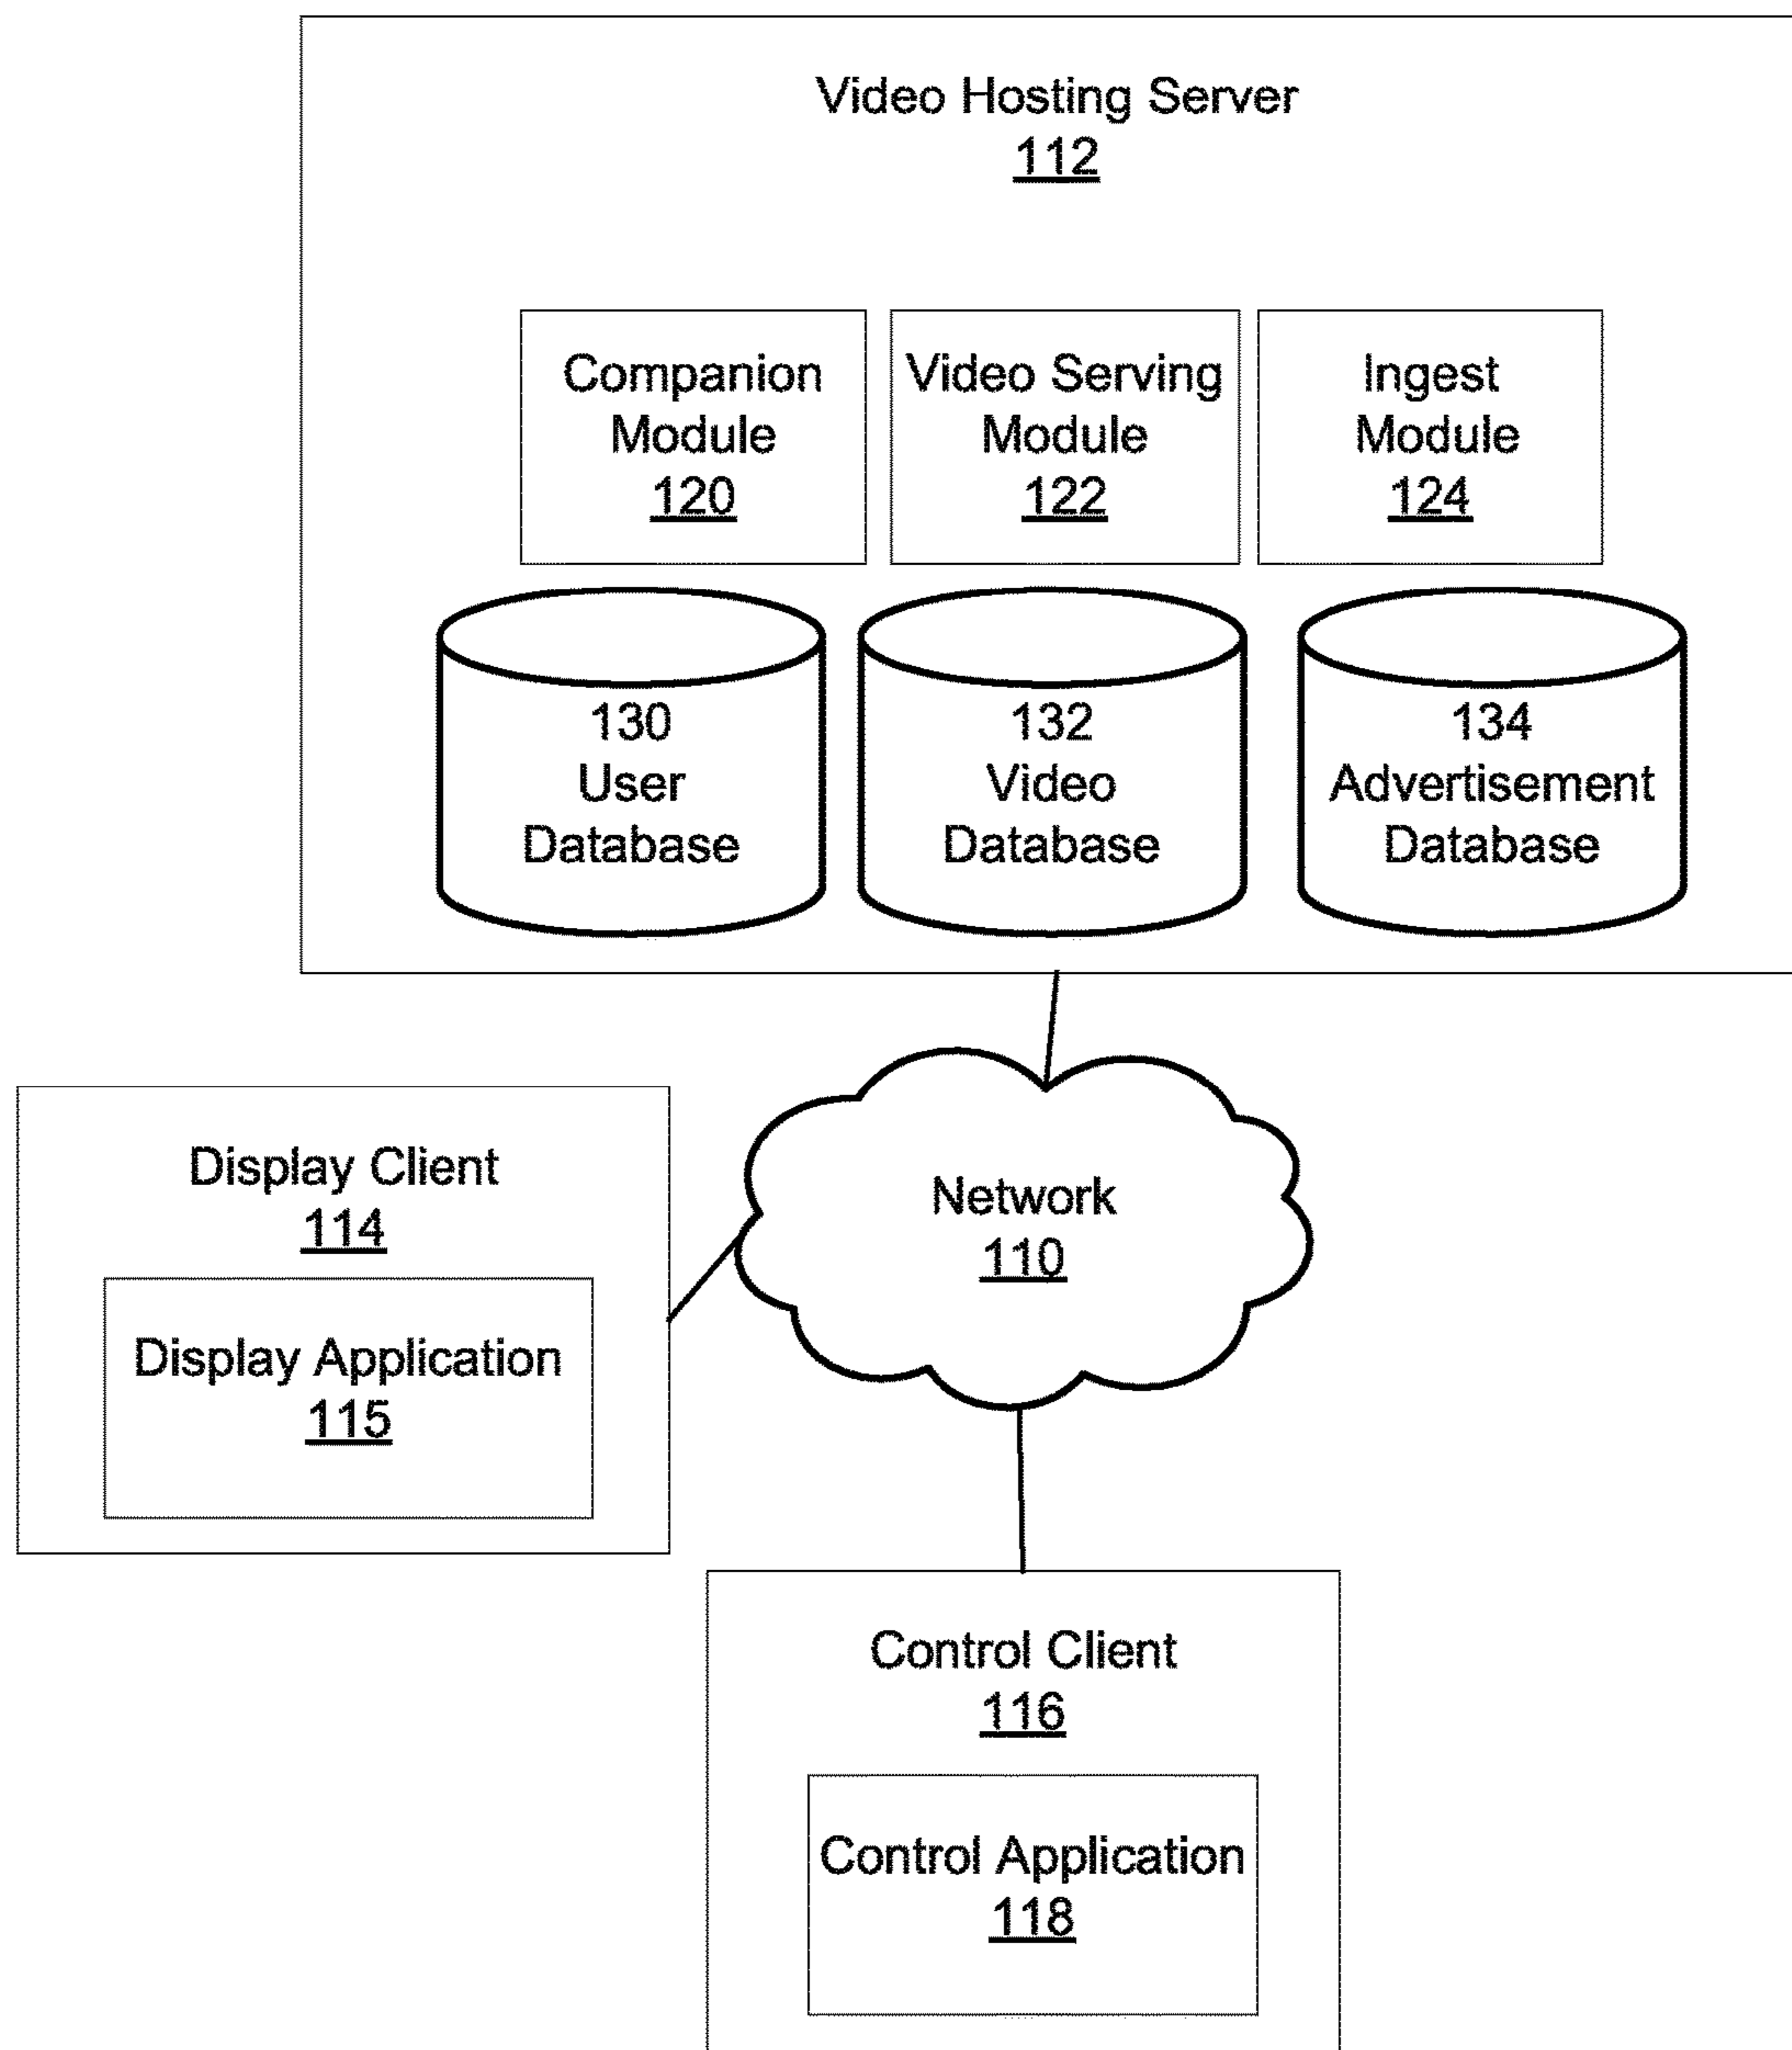 Video Hosting Server
112
Companion
Module
120
Video Serving
Module
122
Ingest
Module
124
130
User
Database
132
Video
Database
134
Advertisement
Database
Display Client
114
Display Application
115
Network
110
Control Client
116
Control Application
118